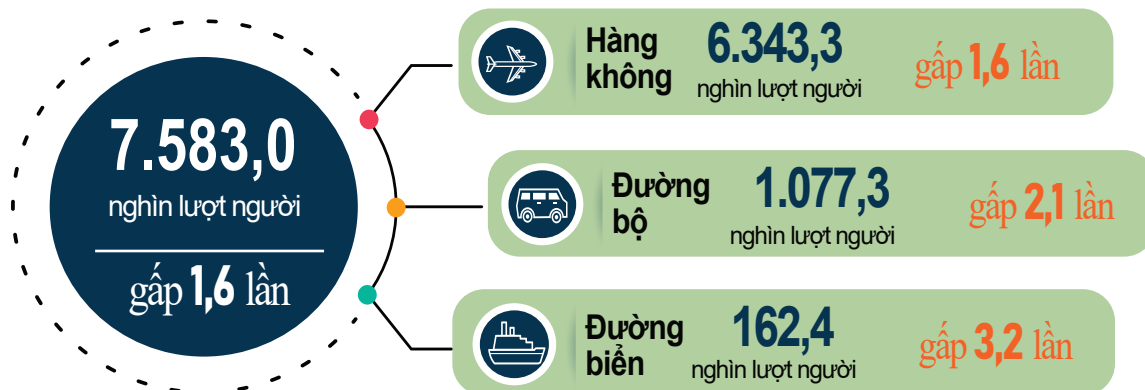 7.583,0
nghìn lượt người
gấp 1,6 lần
Hàng
không
6.343,3
nghìn lượt người
gấp 1,6 lần
Đường
bộ
1.077,3
nghìn lượt người
gấp 2,1 lần
Đường
biển
162,4
nghìn lượt người
gấp 3,2 lần